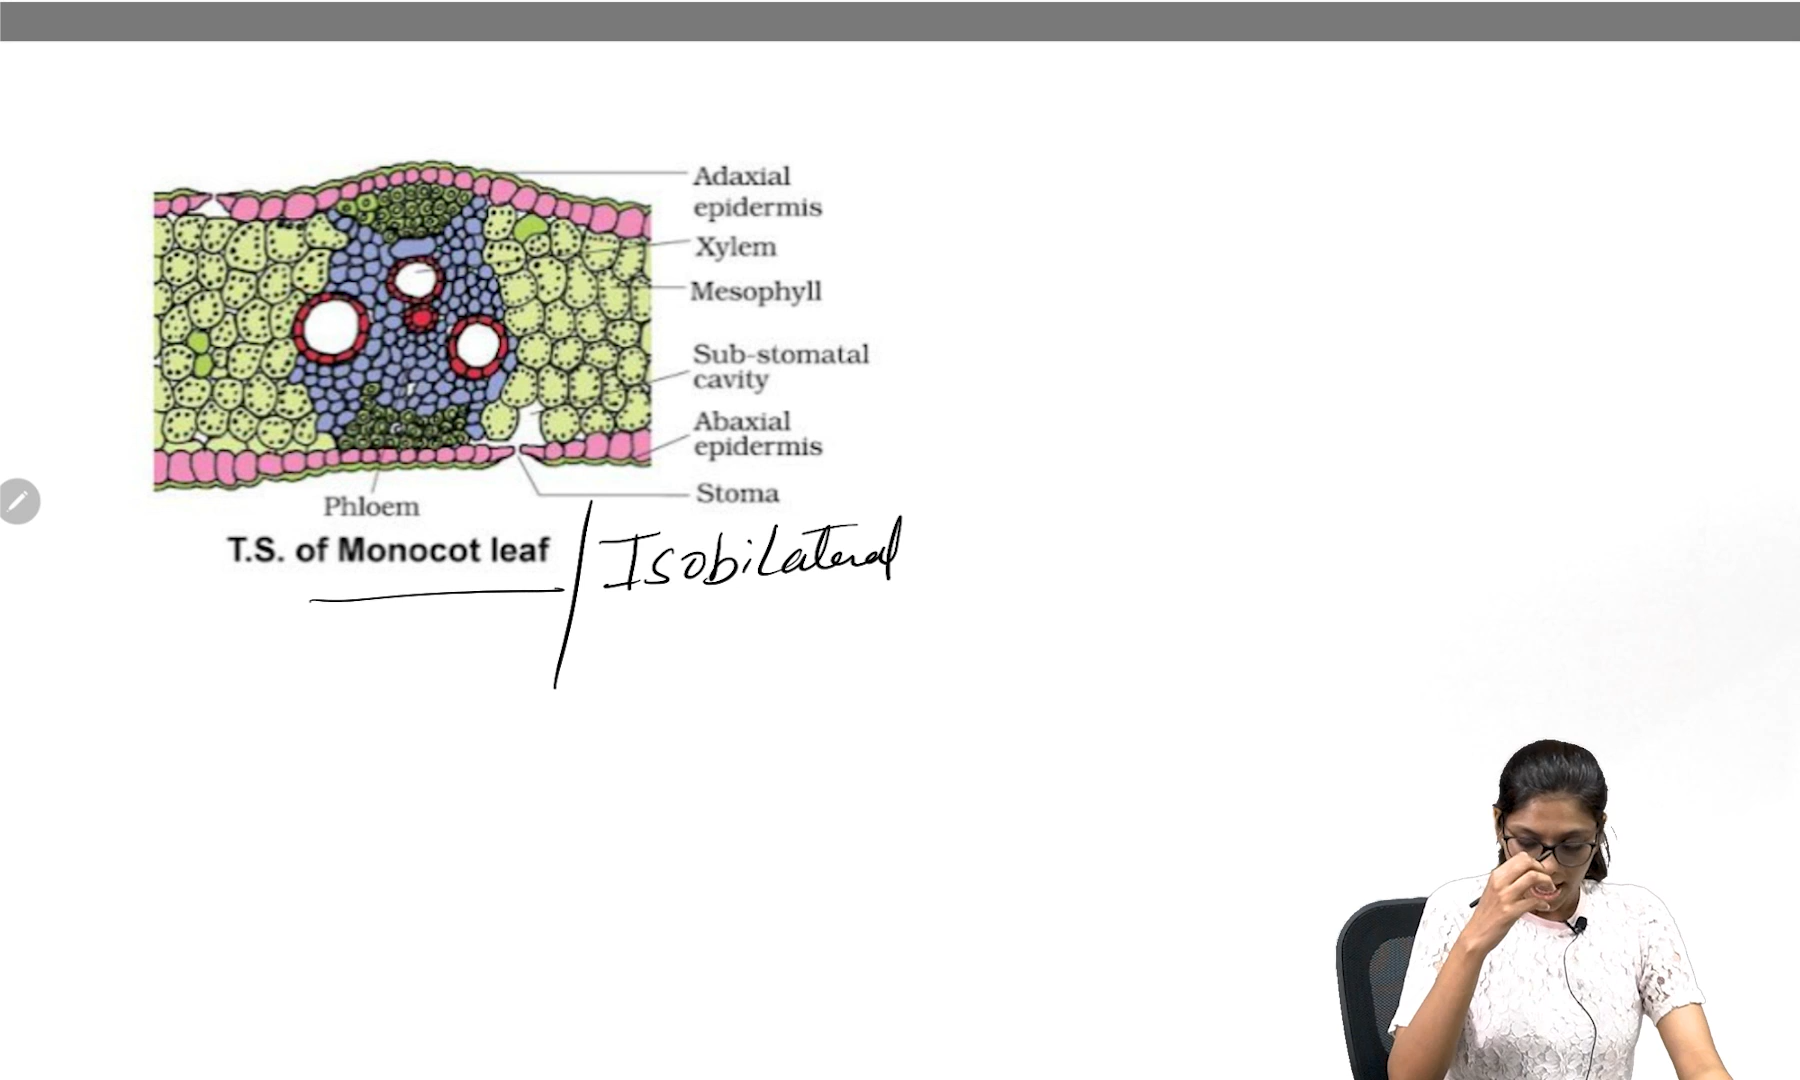 Adaxial
epidermis
Xylem
Mesophyll
Sub-stomatal
cavity
Abaxial
epidermis
Stoma
Phloem
T.S. of Monocot leaf / Isobilateral